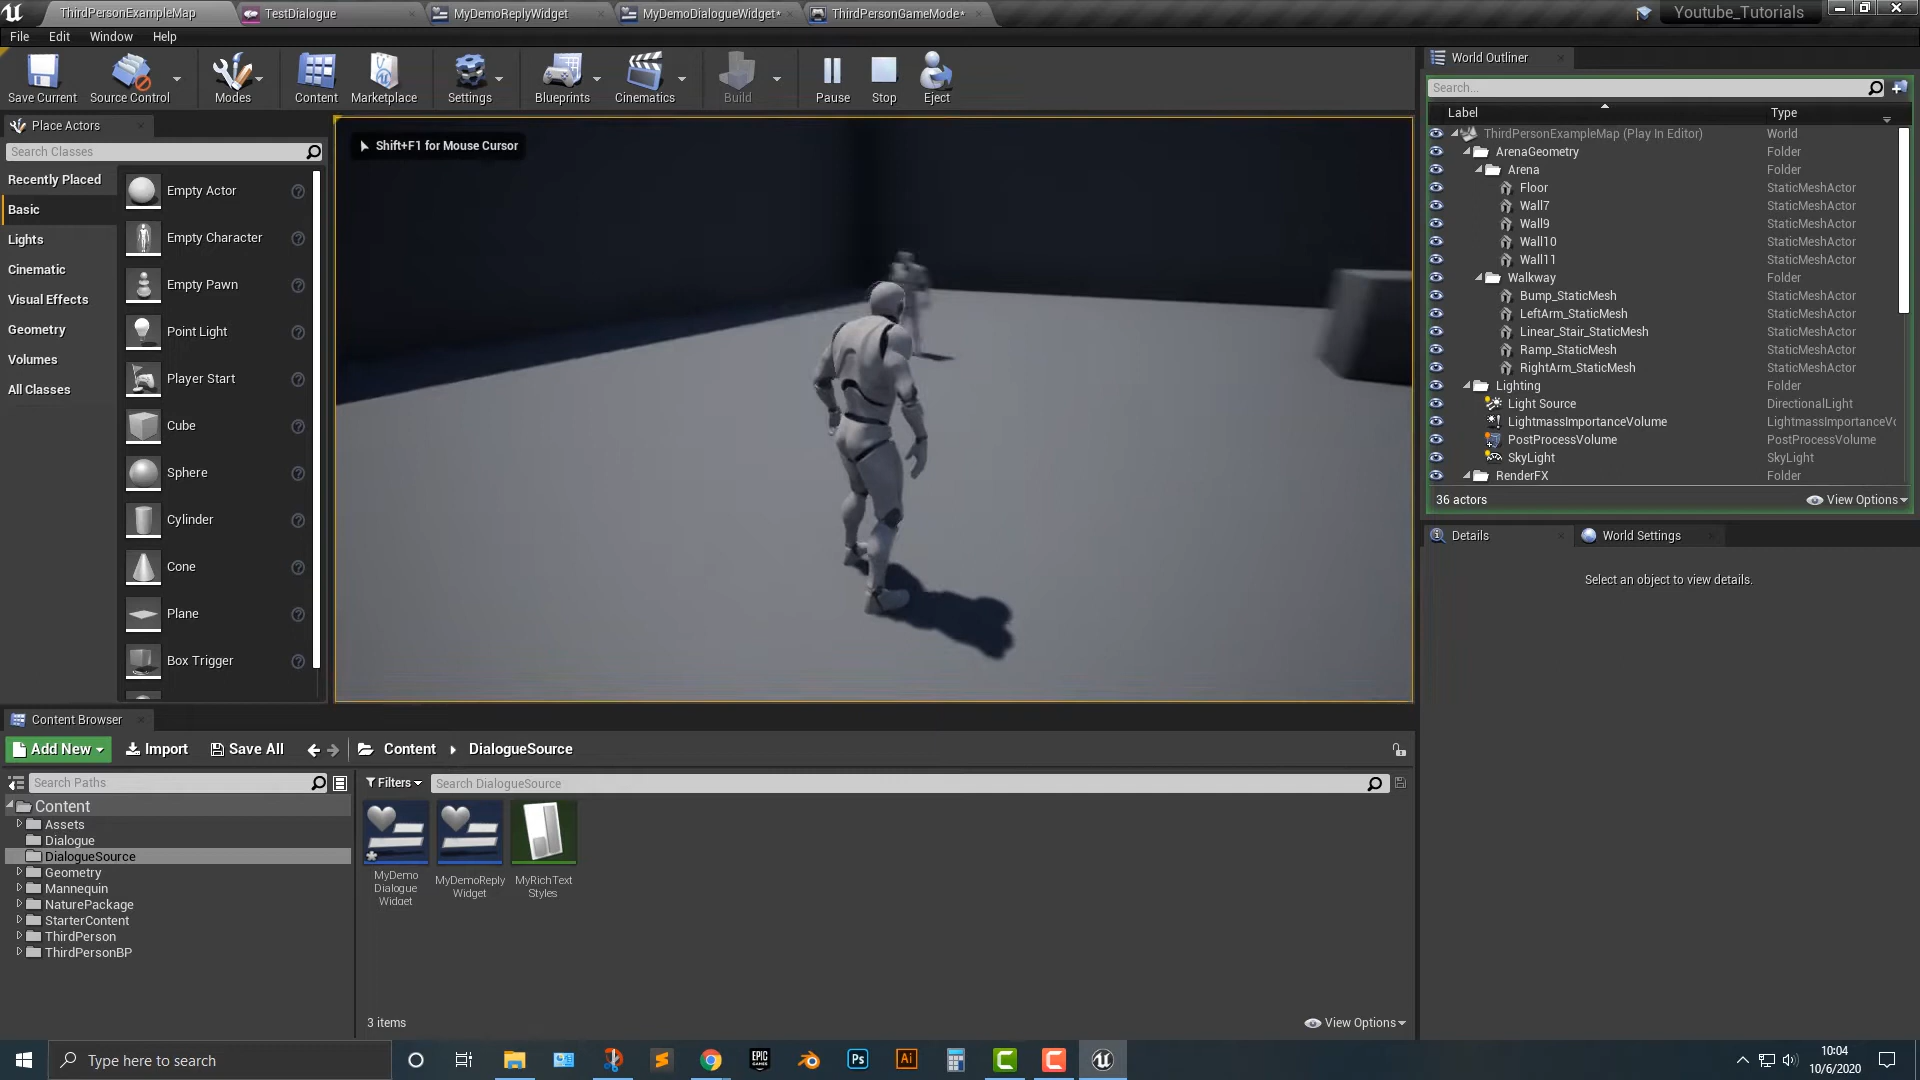 ThirdPersonExampleMap
TestDialogue
MyDemoReplyWidget
MyDemoDialogueWidget*
ThirdPersonGameMode*
Youtube_Tutorials
File Edit Window Help
Save Current
Source Control
Modes
Content
Marketplace
Settings
Blueprints
Cinematics
Build
Pause
Stop
Eject
Place Actors
Search Classes
Recently Placed
Basic
Lights
Cinematic
Visual Effects
Geometry
Volumes
All Classes
Empty Actor
Empty Character
Empty Pawn
Point Light
Player Start
Cube
Sphere
Cylinder
Cone
Plane
Box Trigger
Shift+F1 for Mouse Cursor
World Outliner
Search...
Label Type
ThirdPersonExampleMap (Play In Editor) World
ArenaGeometry Folder
Arena Folder
Floor StaticMeshActor
Wall7 StaticMeshActor
Wall9 StaticMeshActor
Wall10 StaticMeshActor
Wall11 StaticMeshActor
Walkway Folder
Bump_StaticMesh StaticMeshActor
LeftArm_StaticMesh StaticMeshActor
Linear_Stair_StaticMesh StaticMeshActor
Ramp_StaticMesh StaticMeshActor
RightArm_StaticMesh StaticMeshActor
Lighting Folder
Light Source DirectionalLight
LightmassImportanceVolume LightmassImportanceVo
PostProcessVolume PostProcessVolume
SkyLight SkyLight
RenderFX Folder
36 actors View Options
Details World Settings
Select an object to view details.
Content Browser
Add New Import Save All Content DialogueSource
Search Paths
Filters Search DialogueSource
Content
Assets
Dialogue
DialogueSource
Geometry
Mannequin
NaturePackage
StarterContent
ThirdPerson
ThirdPersonBP
MyDemo
Dialogue
Widget
MyDemoReply
Widget
MyRichText
Styles
3 items View Options
Type here to search
EPIC
GAMES
Ps
Ai
10:04
10/6/2020